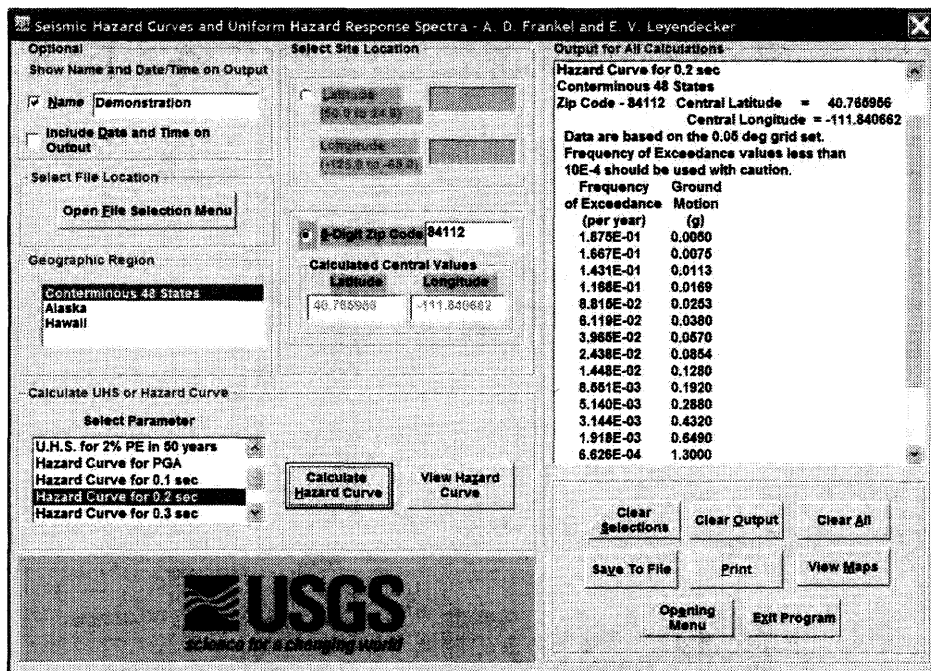 Seismic Hazard Curves and Uniform Hazard Response Spectra - A. D. Frankel and E. V. Leyendecker
Optional
Show Name and Date/Time on Output
Name Demonstration
Include Date and Time on
Output
Select File Location
Open File Selection Menu
Geographic Region
Conterminous 48 States
Alaska
Hawaii
Calculate UHS or Hazard Curve
Select Parameter
U.H.S. for 2% PE in 50 years
Hazard Curve for PGA
Hazard Curve for 0.1 sec
Hazard Curve for 0.2 sec
Hazard Curve for 0.3 sec
Select Site Location
Latitude
Longitude
5-Digit Zip Code 84112
Calculated Central Values
Latitude Longitude
40.765956 -111.840662
Calculate
Hazard Curve
View Hazard
Curve
Output for All Calculations
Hazard Curve for 0.2 sec
Conterminous 48 States
Zip Code - 84112 Central Latitude = 40.765956
Central Longitude = -111.840662
Data are based on the 0.05 deg grid set.
Frequency of Exceedance values less than
10E-4 should be used with caution.
Frequency Ground
of Exceedance Motion
(per year) (g)
1.875E-01 0.0050
1.667E-01 0.0075
1.431E-01 0.0113
1.168E-01 0.0169
8.815E-02 0.0253
6.119E-02 0.0380
3.965E-02 0.0570
2.438E-02 0.0854
1.448E-02 0.1280
8.551E-03 0.1920
5.140E-03 0.2880
3.144E-03 0.4320
1.918E-03 0.6490
6.626E-04 1.3000
Clear
Selections
Clear Output
Clear All
Save To File
Print
View Maps
Opening
Menu
Exit Program
USGS
science for a changing world